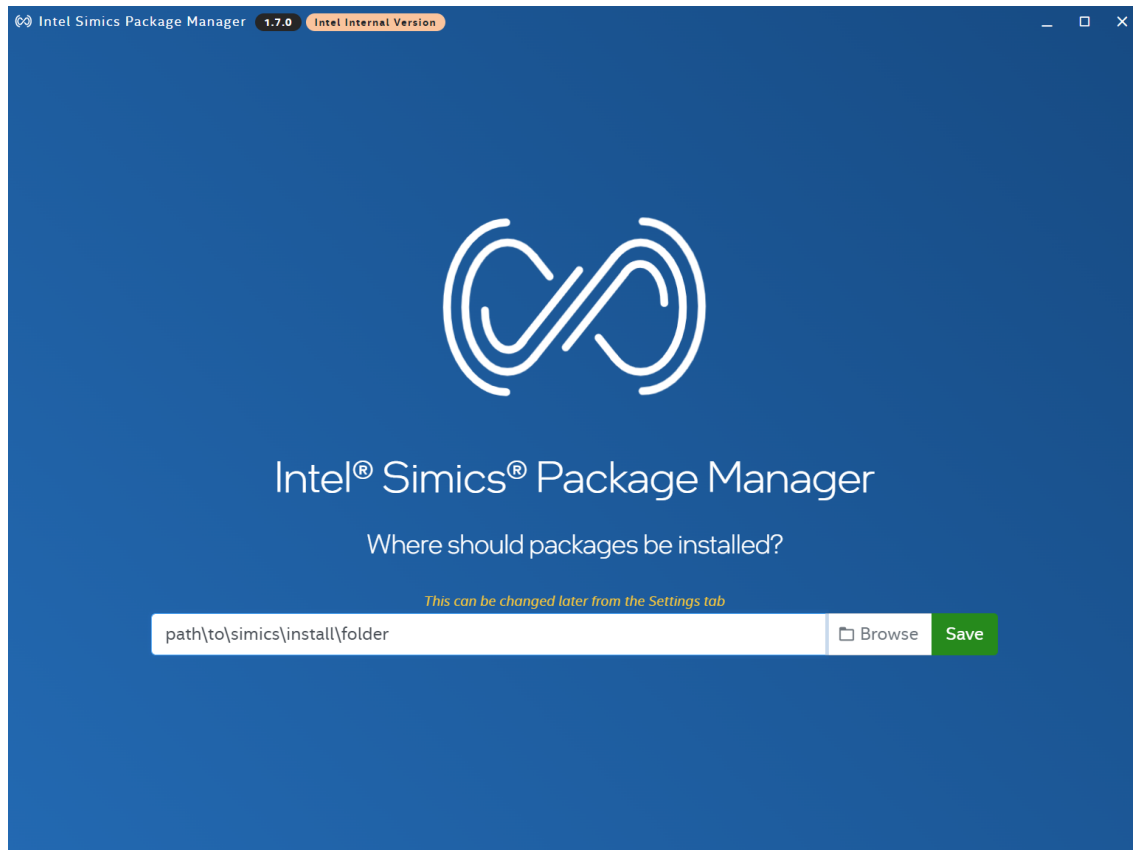 Intel Simics Package Manager 1.7.0 Intel Internal Version
Intel® Simics® Package Manager
Where should packages be installed?
This can be changed later from the Settings tab
path\to\simics\install\folder Browse Save